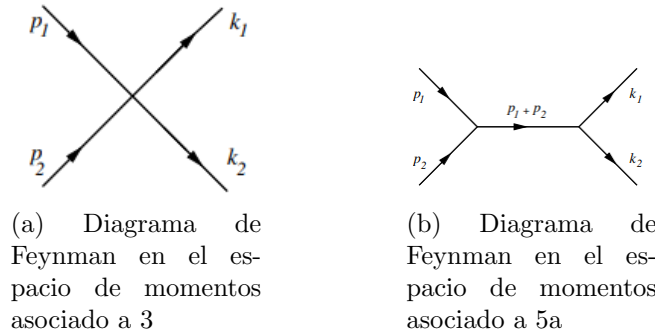 p1
k1
p2
k2
(a) Diagrama de
Feynman en el es-
pacio de momentos
asociado a 3
p1
p1 + p2
k1
p2
k2
(b) Diagrama de
Feynman en el es-
pacio de momentos
asociado a 5a